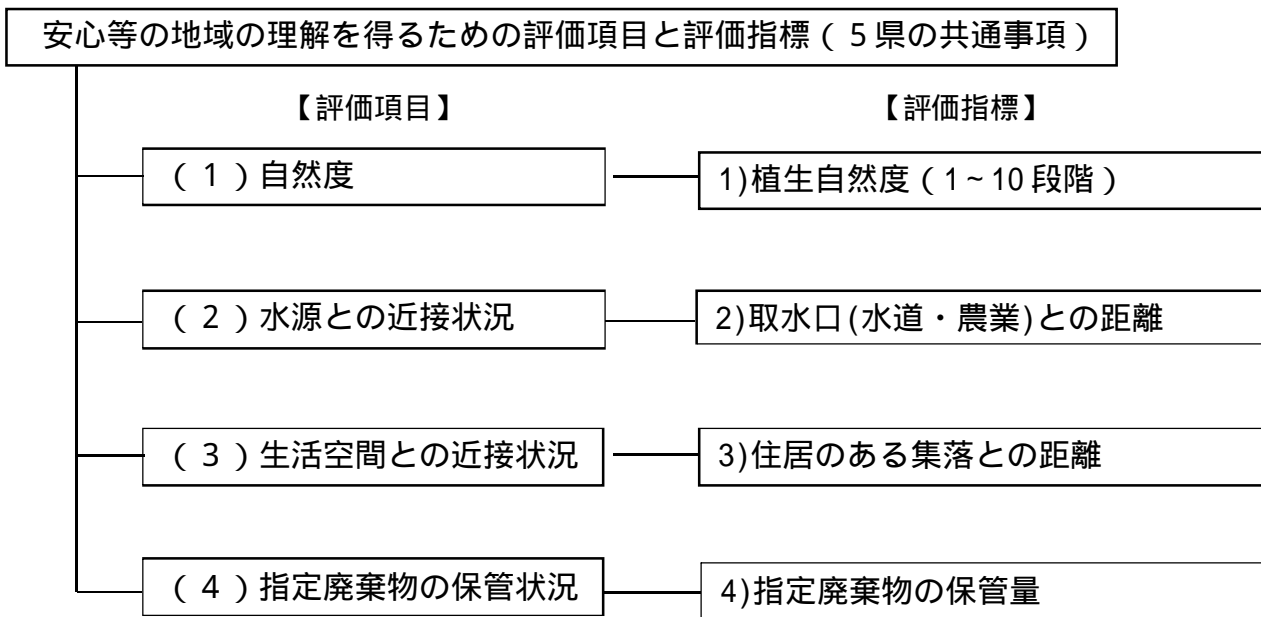 安心等の地域の理解を得るための評価項目と評価指標(5県の共通事項)
【評価項目】 【評価指標】
(1)自然度 1)植生自然度(1~10段階)
(2)水源との近接状況 2)取水口(水道・農業)との距離
(3)生活空間との近接状況 3)住居のある集落との距離
(4)指定廃棄物の保管状況 4)指定廃棄物の保管量